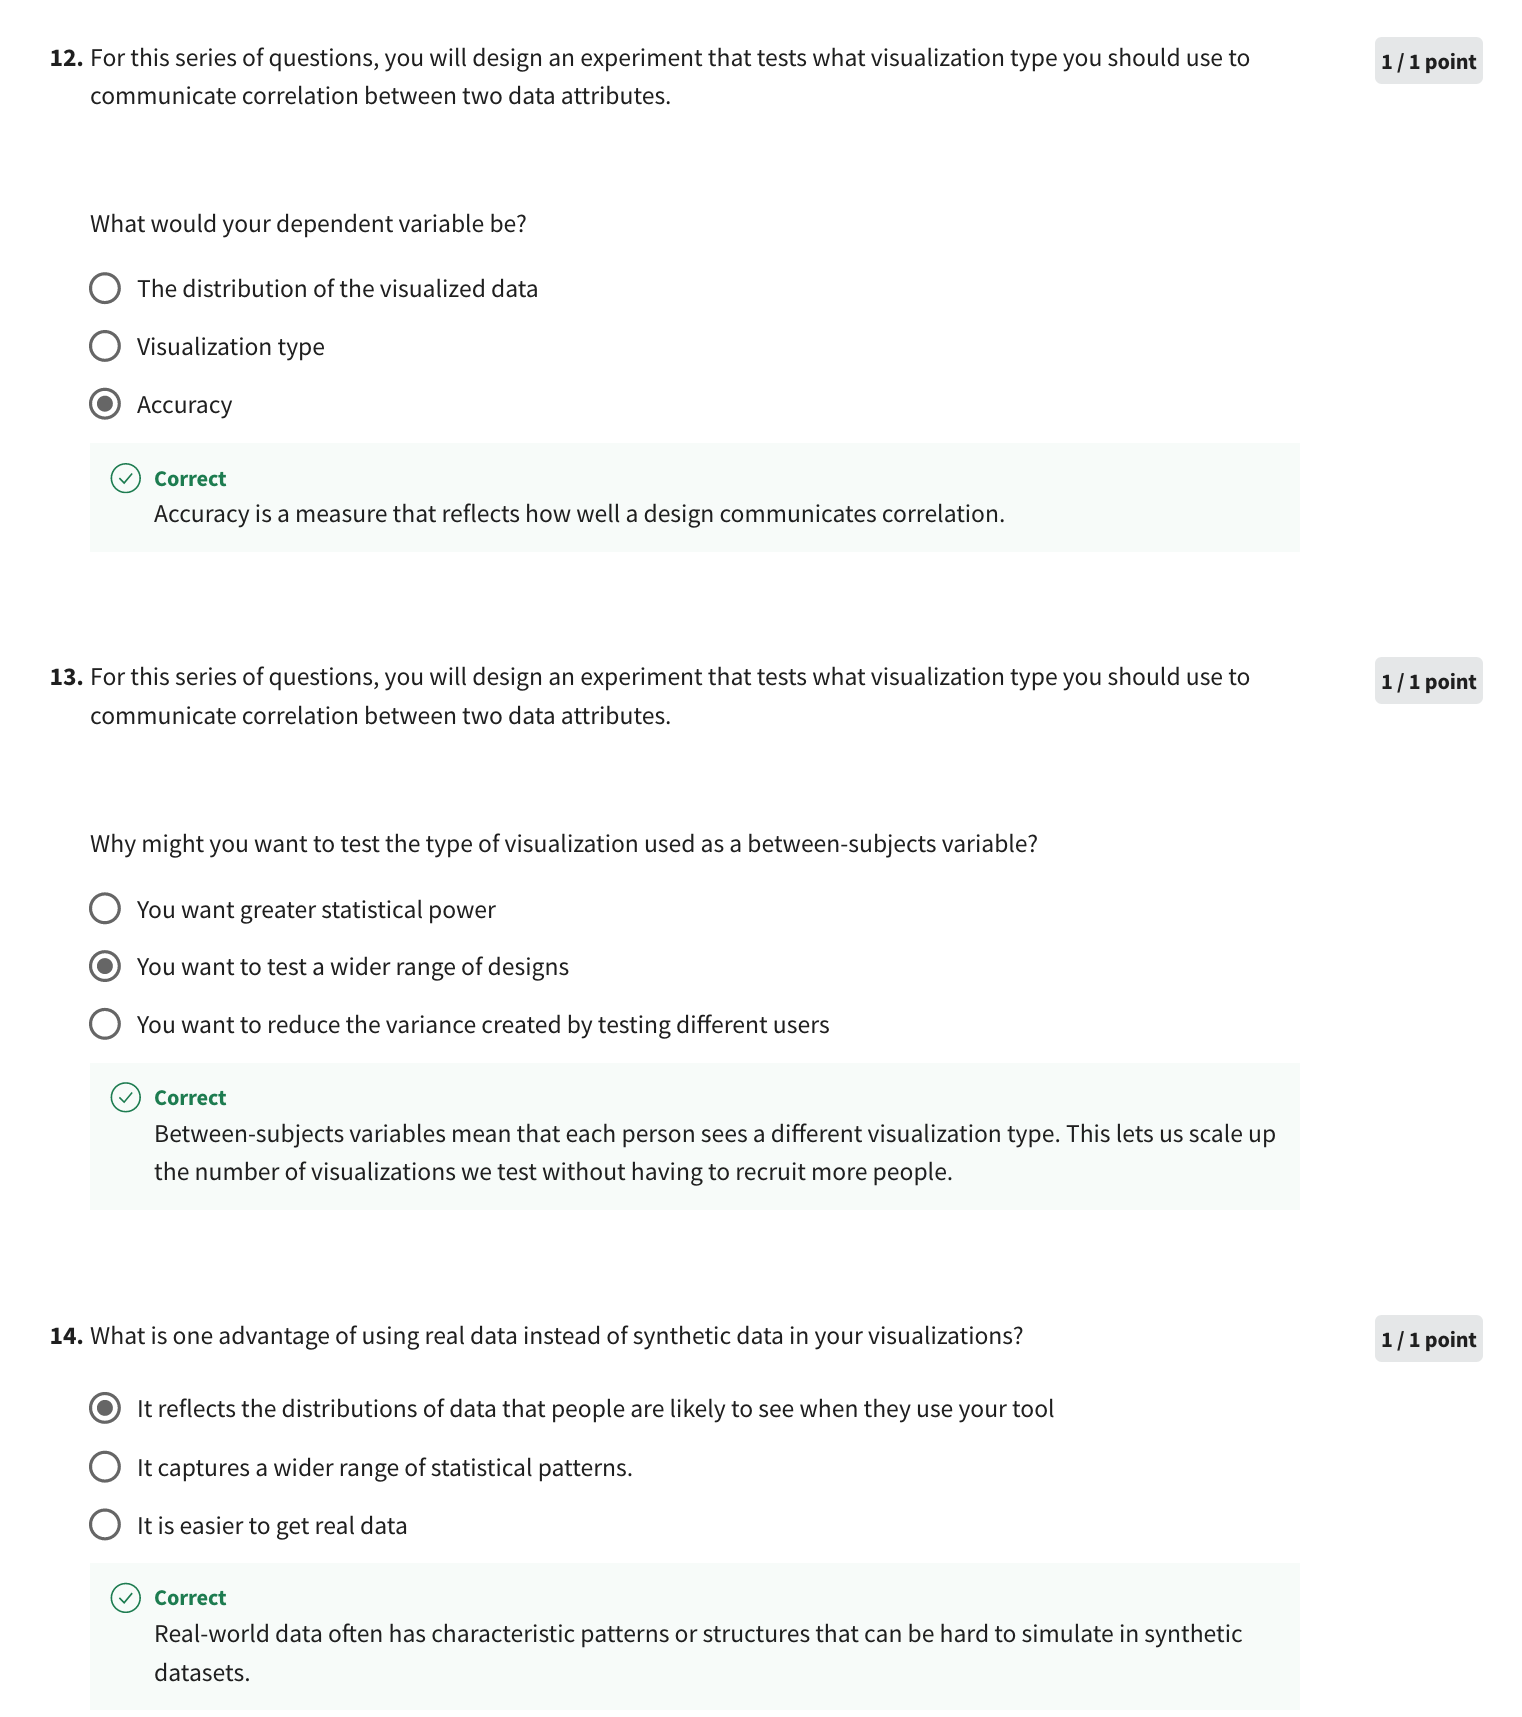 12. For this series of questions, you will design an experiment that tests what visualization type you should use to
1 / 1 point
communicate correlation between two data attributes.
What would your dependent variable be?
The distribution of the visualized data
Visualization type
Accuracy
Correct
Accuracy is a measure that reflects how well a design communicates correlation.
13. For this series of questions, you will design an experiment that tests what visualization type you should use to
1 / 1 point
communicate correlation between two data attributes.
Why might you want to test the type of visualization used as a between-subjects variable?
You want greater statistical power
You want to test a wider range of designs
You want to reduce the variance created by testing different users
Correct
Between-subjects variables mean that each person sees a different visualization type. This lets us scale up
the number of visualizations we test without having to recruit more people.
14. What is one advantage of using real data instead of synthetic data in your visualizations?
1 / 1 point
It reflects the distributions of data that people are likely to see when they use your tool
It captures a wider range of statistical patterns.
It is easier to get real data
Correct
Real-world data often has characteristic patterns or structures that can be hard to simulate in synthetic
datasets.